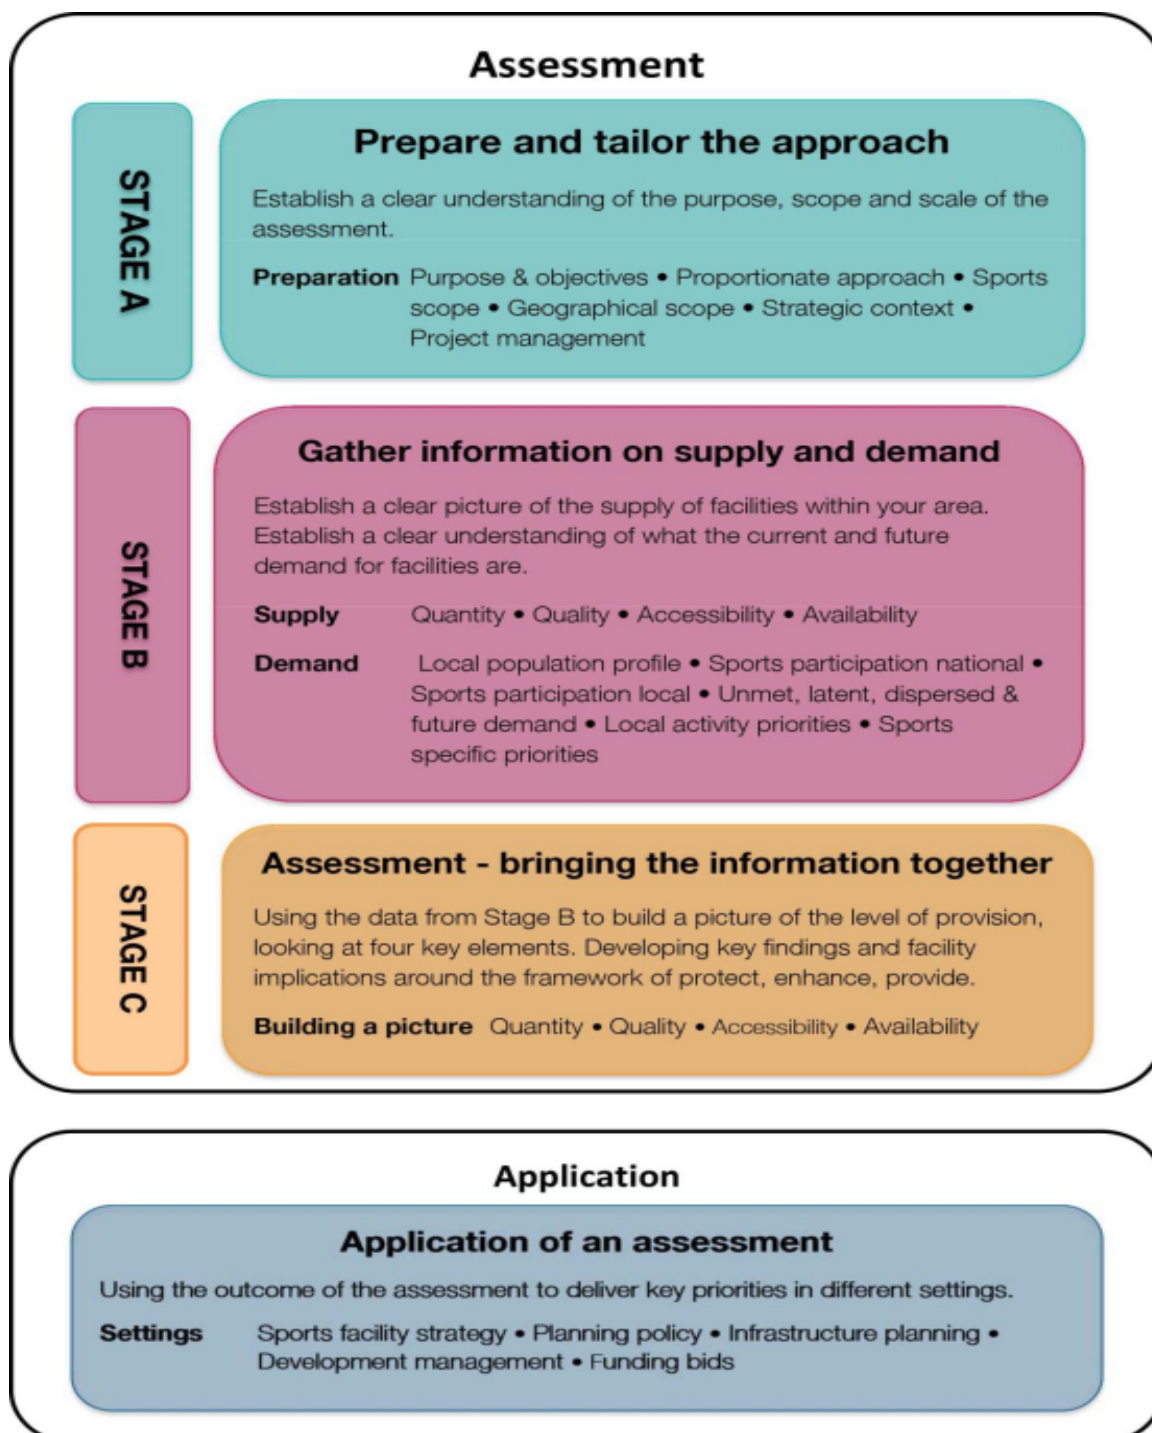 Assessment
STAGE A
Prepare and tailor the approach
Establish a clear understanding of the purpose, scope and scale of the
assessment.
Preparation Purpose & objectives • Proportionate approach • Sports
scope • Geographical scope • Strategic context •
Project management
STAGE B
Gather information on supply and demand
Establish a clear picture of the supply of facilities within your area.
Establish a clear understanding of what the current and future
demand for facilities are.
Supply Quantity • Quality • Accessibility • Availability
Demand Local population profile • Sports participation national •
Sports participation local • Unmet, latent, dispersed &
future demand • Local activity priorities • Sports
specific priorities
STAGE C
Assessment - bringing the information together
Using the data from Stage B to build a picture of the level of provision,
looking at four key elements. Developing key findings and facility
implications around the framework of protect, enhance, provide.
Building a picture Quantity • Quality • Accessibility • Availability
Application
Application of an assessment
Using the outcome of the assessment to deliver key priorities in different settings.
Settings Sports facility strategy • Planning policy • Infrastructure planning •
Development management • Funding bids